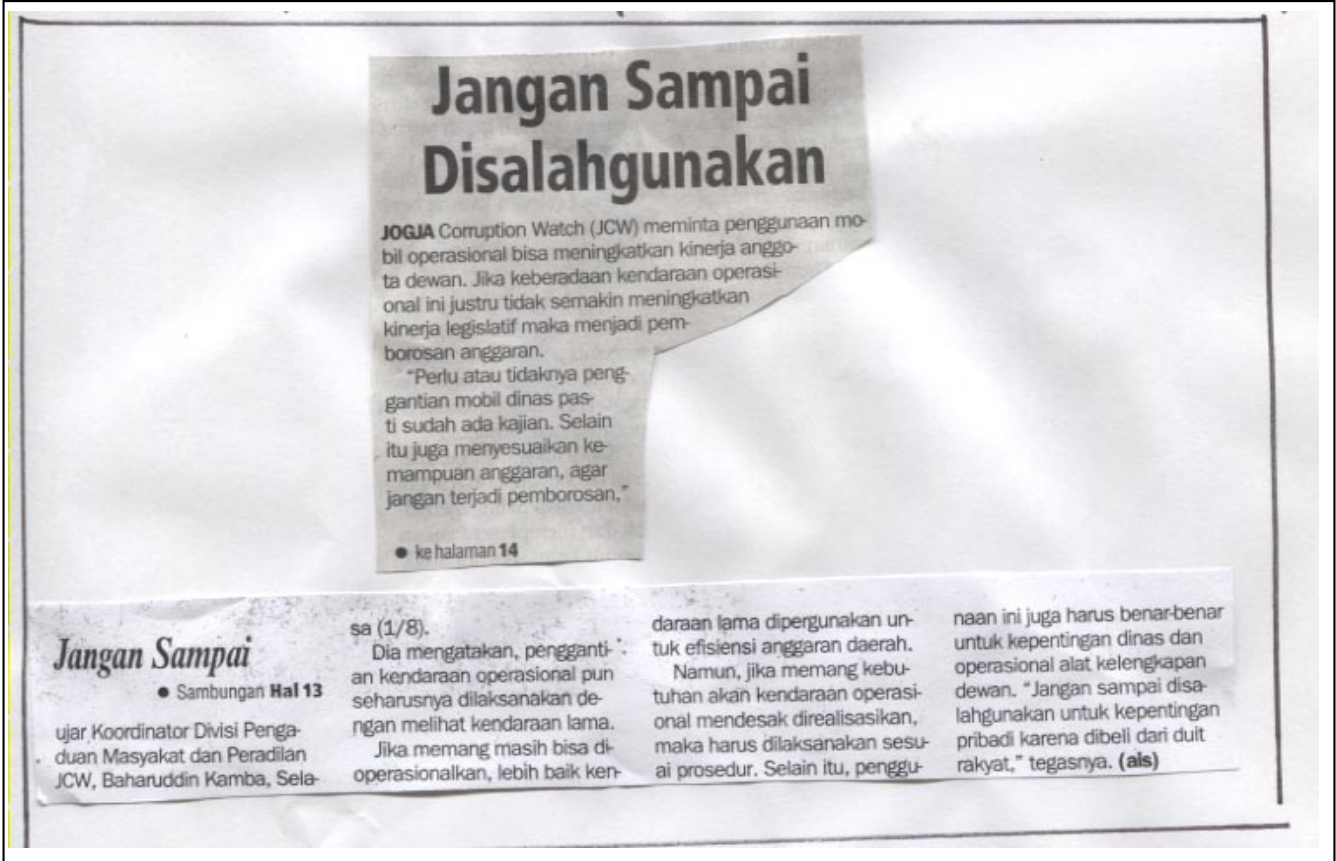 Jangan Sampai
Disalahgunakan
JOGJA Corruption Watch (JCW) meminta penggunaan mo-
bil operasional bisa meningkatkan kinerja anggo-
ta dewan. Jika keberadaan kendaraan operasi-
onal ini justru tidak semakin meningkatkan
kinerja legislatif maka menjadi pem-
borosan anggaran.
"Perlu atau tidaknya peng-
gantian mobil dinas pas-
ti sudah ada kajian. Selain
itu juga menyesuaikan ke-
mampuan anggaran, agar
jangan terjadi pemborosan,"
● ke halaman 14
Jangan Sampai
● Sambungan Hal 13
ujar Koordinator Divisi Penga-
duan Masyakat dan Peradilan
JCW, Baharuddin Kamba, Sela-
sa (1/8).
Dia mengatakan, pengganti-
an kendaraan operasional pun
seharusnya dilaksanakan de-
ngan melihat kendaraan lama.
Jika memang masih bisa di-
operasionalkan, lebih baik ken-
daraan lama dipergunakan un-
tuk efisiensi anggaran daerah.
Namun, jika memang kebu-
tuhan akan kendaraan operasi-
onal mendesak direalisasikan,
maka harus dilaksanakan sesu-
ai prosedur. Selain itu, penggu-
naan ini juga harus benar-benar
untuk kepentingan dinas dan
operasional alat kelengkapan
dewan. "Jangan sampai disa-
lahgunakan untuk kepentingan
pribadi karena dibeli dari duit
rakyat," tegasnya. (als)